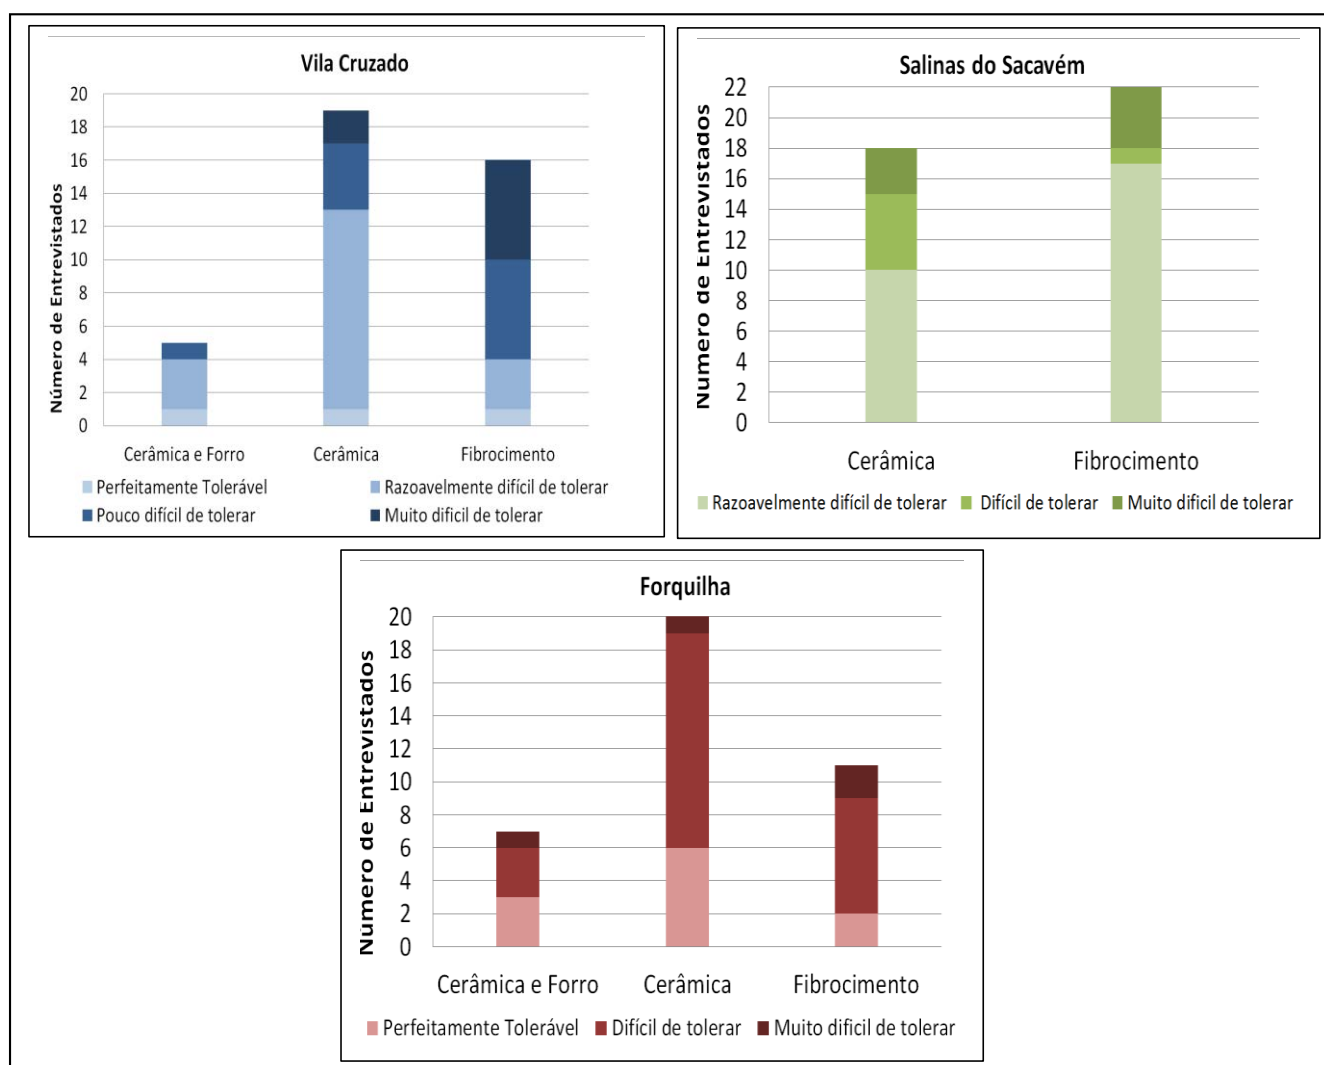 Vila Cruzado
Número de Entrevistados
20
18
16
14
12
10
8
6
4
2
0
Cerâmica e Forro
Cerâmica
Fibrocimento
Perfeitamente Tolerável
Razoavelmente difícil de tolerar
Pouco difícil de tolerar
Muito dificil de tolerar
Salinas do Sacavém
Numero de Entrevistados
22
20
18
16
14
12
10
8
6
4
2
0
Cerâmica
Fibrocimento
Razoavelmente difícil de tolerar
Difícil de tolerar
Muito dificil de tolerar
Forquilha
Número de Entrevistados
20
18
16
14
12
10
8
6
4
2
0
Cerâmica e Forro
Cerâmica
Fibrocimento
Perfeitamente Tolerável
Difícil de tolerar
Muito dificil de tolerar